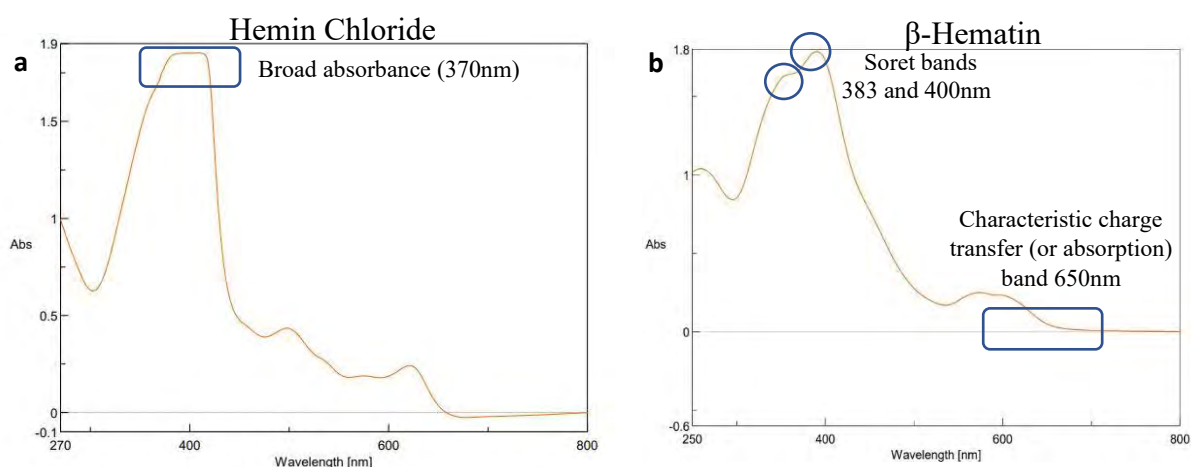 Hemin Chloride
a
1.9
Broad absorbance (370nm)
1.5
1
Abs
0.5
0
-0.1
270
400
600
800
Wavelength [nm]
β-Hematin
b
1.8
Soret bands
383 and 400nm
1
Abs
Characteristic charge
transfer (or absorption)
band 650nm
0
-0.6
250
400
600
800
Wavelength [nm]